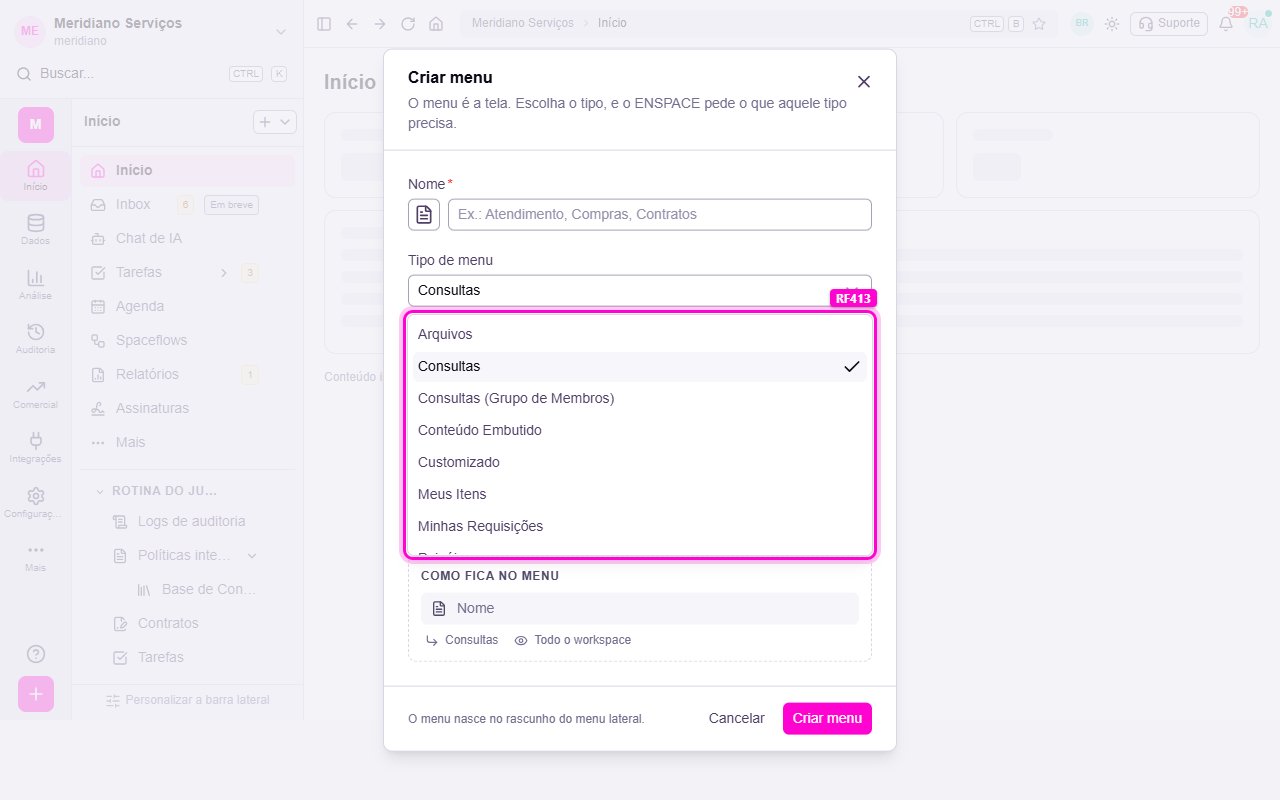 ME
Meridiano Serviços
meridiano
Buscar...
CTRL
K
Meridiano Serviços
Início
CTRL
B
BR
Suporte
99+
RA
M
Início
Dados
Análise
Auditoria
Comercial
Integrações
Configuraç...
Mais
Início
Início
Inbox
6
Em breve
Chat de IA
Tarefas
3
Agenda
Spaceflows
Relatórios
1
Assinaturas
Mais
ROTINA DO JU...
Logs de auditoria
Políticas inte...
Base de Con...
Contratos
Tarefas
Personalizar a barra lateral
Início
Conteúdo
Criar menu
O menu é a tela. Escolha o tipo, e o ENSPACE pede o que aquele tipo
precisa.
Nome*
Ex.: Atendimento, Compras, Contratos
Tipo de menu
Consultas
RF413
Arquivos
Consultas
Consultas (Grupo de Membros)
Conteúdo Embutido
Customizado
Meus Itens
Minhas Requisições
COMO FICA NO MENU
Nome
Consultas
Todo o workspace
O menu nasce no rascunho do menu lateral.
Cancelar
Criar menu